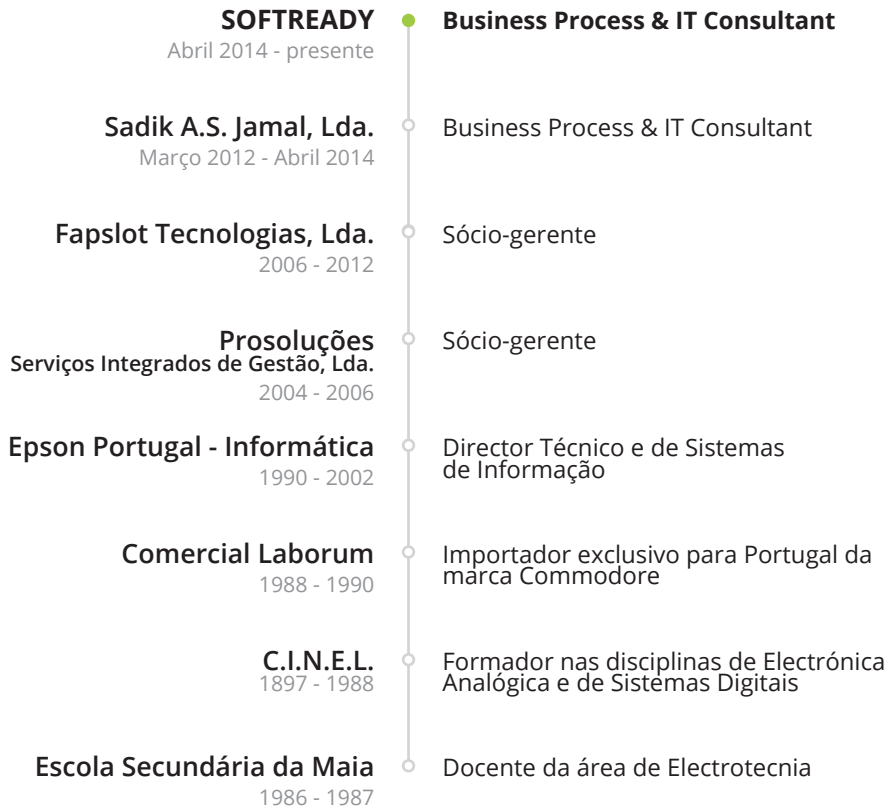 SOFTREADY
Abril 2014 - presente
Business Process & IT Consultant
Sadik A.S. Jamal, Lda.
Março 2012 - Abril 2014
Business Process & IT Consultant
Fapslot Tecnologias, Lda.
2006 - 2012
Sócio-gerente
Prosoluções
Serviços Integrados de Gestão, Lda.
2004 - 2006
Sócio-gerente
Epson Portugal - Informática
1990 - 2002
Director Técnico e de Sistemas
de Informação
Comercial Laborum
1988 - 1990
Importador exclusivo para Portugal da
marca Commodore
C.I.N.E.L.
1897 - 1988
Formador nas disciplinas de Electrónica
Analógica e de Sistemas Digitais
Escola Secundária da Maia
1986 - 1987
Docente da área de Electrotecnia